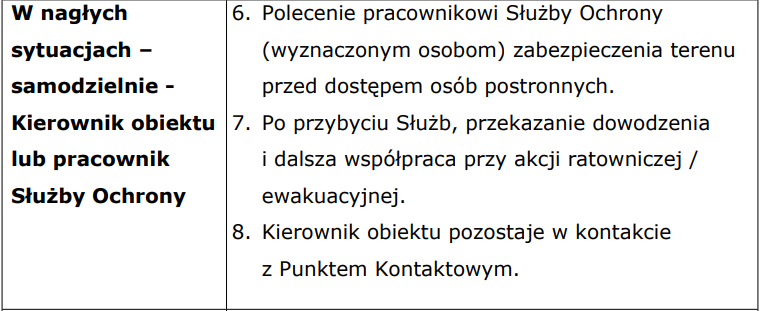 W nagłych
sytuacjach –
samodzielnie -
Kierownik obiektu
lub pracownik
Służby Ochrony
6. Polecenie pracownikowi Służby Ochrony
(wyznaczonym osobom) zabezpieczenia terenu
przed dostępem osób postronnych.
7. Po przybyciu Służb, przekazanie dowodzenia
i dalsza współpraca przy akcji ratowniczej /
ewakuacyjnej.
8. Kierownik obiektu pozostaje w kontakcie
z Punktem Kontaktowym.